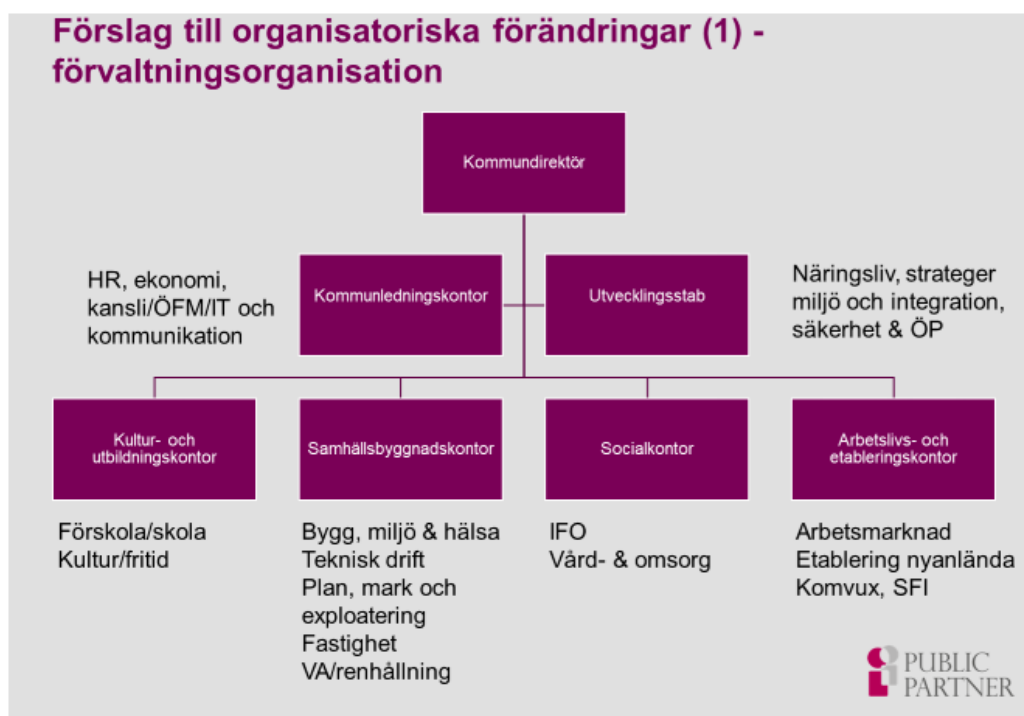 Förslag till organisatoriska förändringar (1) -
förvaltningsorganisation
Kommundirektör
HR, ekonomi,
kansli/ÖFM/IT och
kommunikation
Kommunledningskontor
Utvecklingsstab
Näringsliv, strateger
miljö och integration,
säkerhet & ÖP
Kultur- och
utbildningskontor
Samhällsbyggnadskontor
Socialkontor
Arbetslivs- och
etableringskontor
Förskola/skola
Kultur/fritid
Bygg, miljö & hälsa
Teknisk drift
Plan, mark och
exploatering
Fastighet
VA/renhållning
IFO
Vård- & omsorg
Arbetsmarknad
Etablering nyanlända
Komvux, SFI
PUBLIC
PARTNER